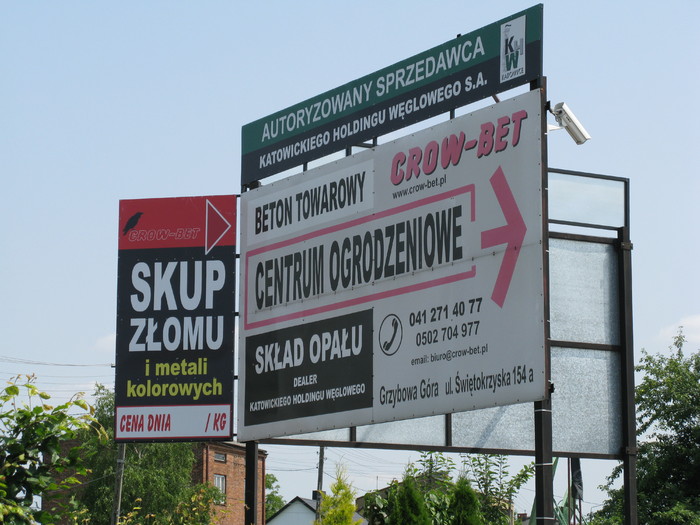 AUTORYZOWANY SPRZEDAWCA
KATOWICKIEGO HOLDINGU WĘGLOWEGO S.A.
KHW
KATOWICE
BETON TOWAROWY
CROW-BET
www.crow-bet.pl
CENTRUM OGRODZENIOWE
SKŁAD OPAŁU
DEALER
KATOWICKIEGO HOLDINGU WĘGLOWEGO
041 271 40 77
0502 704 977
email: biuro@crow-bet.pl
Grzybowa Góra ul. Świętokrzyska 154 a
CROW-BET
SKUP
ZŁOMU
i metali
kolorowych
CENA DNIA /KG